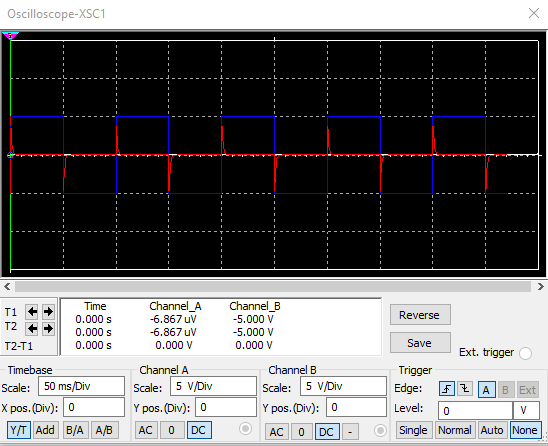 Oscilloscope-XSC1
Time Channel_A Channel_B
T1 0.000 s -6.867 uV -5.000 V
T2 0.000 s -6.867 uV -5.000 V
T2-T1 0.000 s 0.000 V 0.000 V
Reverse
Save
Ext. trigger
Timebase Channel A Channel B Trigger
Scale: 50 ms/Div Scale: 5 V/Div Scale: 5 V/Div Edge: A B Ext
X pos.(Div): 0 Y pos.(Div): 0 Y pos.(Div): 0 Level: 0 V
Y/T Add B/A A/B AC 0 DC AC 0 DC - Single Normal Auto None